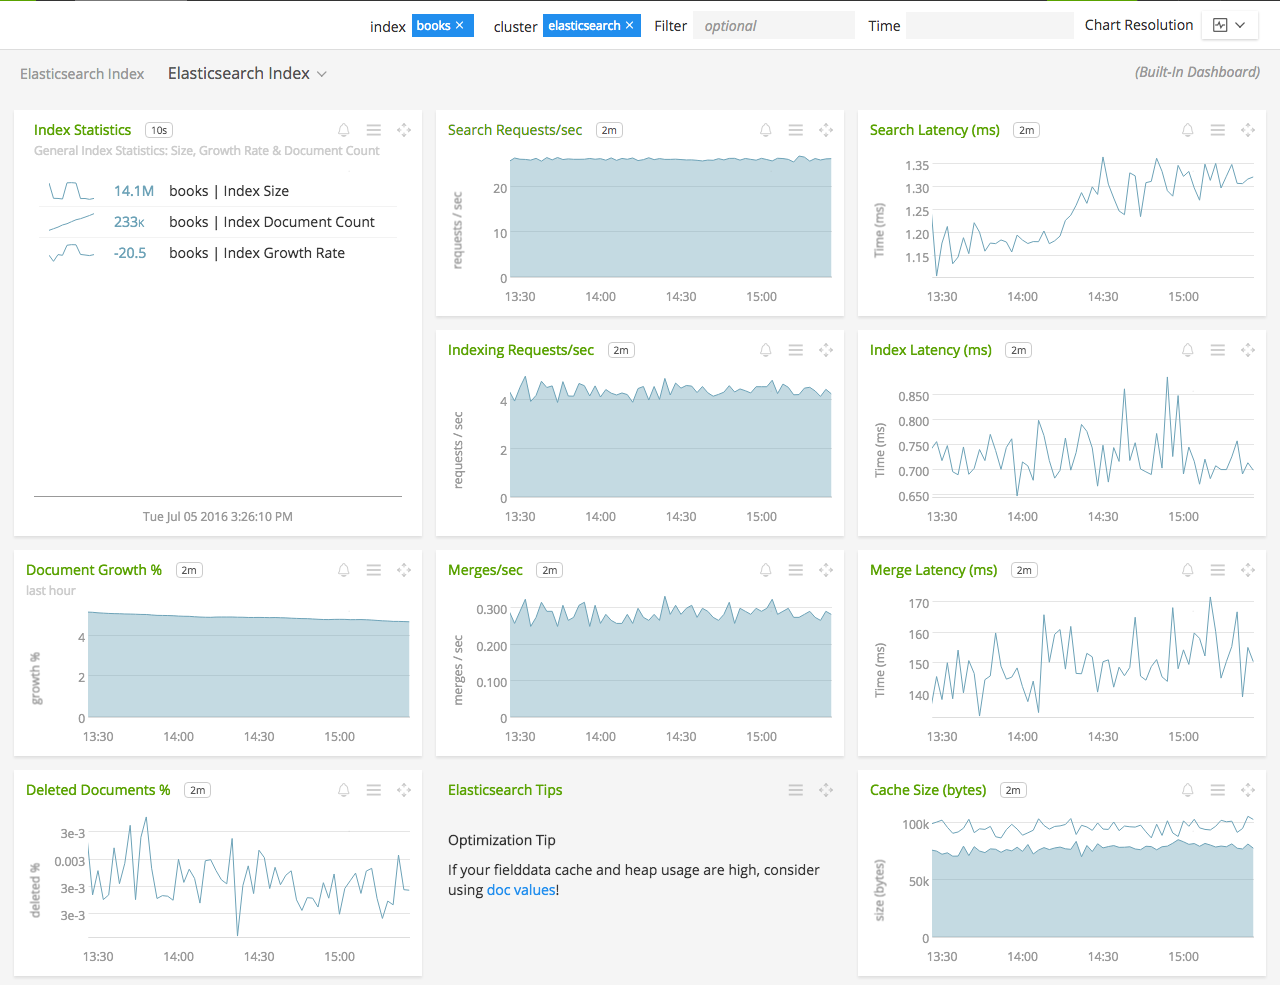 index books × cluster elasticsearch × Filter optional Time Chart Resolution
Elasticsearch Index Elasticsearch Index (Built-In Dashboard)
Index Statistics 10s
General Index Statistics: Size, Growth Rate & Document Count
14.1M books | Index Size
233K books | Index Document Count
-20.5 books | Index Growth Rate
Tue Jul 05 2016 3:26:10 PM
Search Requests/sec 2m
requests / sec
20
10
0
13:30 14:00 14:30 15:00
Search Latency (ms) 2m
Time (ms)
1.35
1.30
1.25
1.20
1.15
13:30 14:00 14:30 15:00
Indexing Requests/sec 2m
requests / sec
4
2
0
13:30 14:00 14:30 15:00
Index Latency (ms) 2m
Time (ms)
0.850
0.800
0.750
0.700
0.650
13:30 14:00 14:30 15:00
Document Growth % 2m
last hour
growth %
4
2
0
13:30 14:00 14:30 15:00
Merges/sec 2m
merges / sec
0.300
0.200
0.100
0
13:30 14:00 14:30 15:00
Merge Latency (ms) 2m
Time (ms)
170
160
150
140
13:30 14:00 14:30 15:00
Deleted Documents % 2m
deleted %
3e-3
0.003
3e-3
3e-3
13:30 14:00 14:30 15:00
Elasticsearch Tips
Optimization Tip
If your fielddata cache and heap usage are high, consider
using doc values!
Cache Size (bytes) 2m
size (bytes)
100k
50k
0
13:30 14:00 14:30 15:00